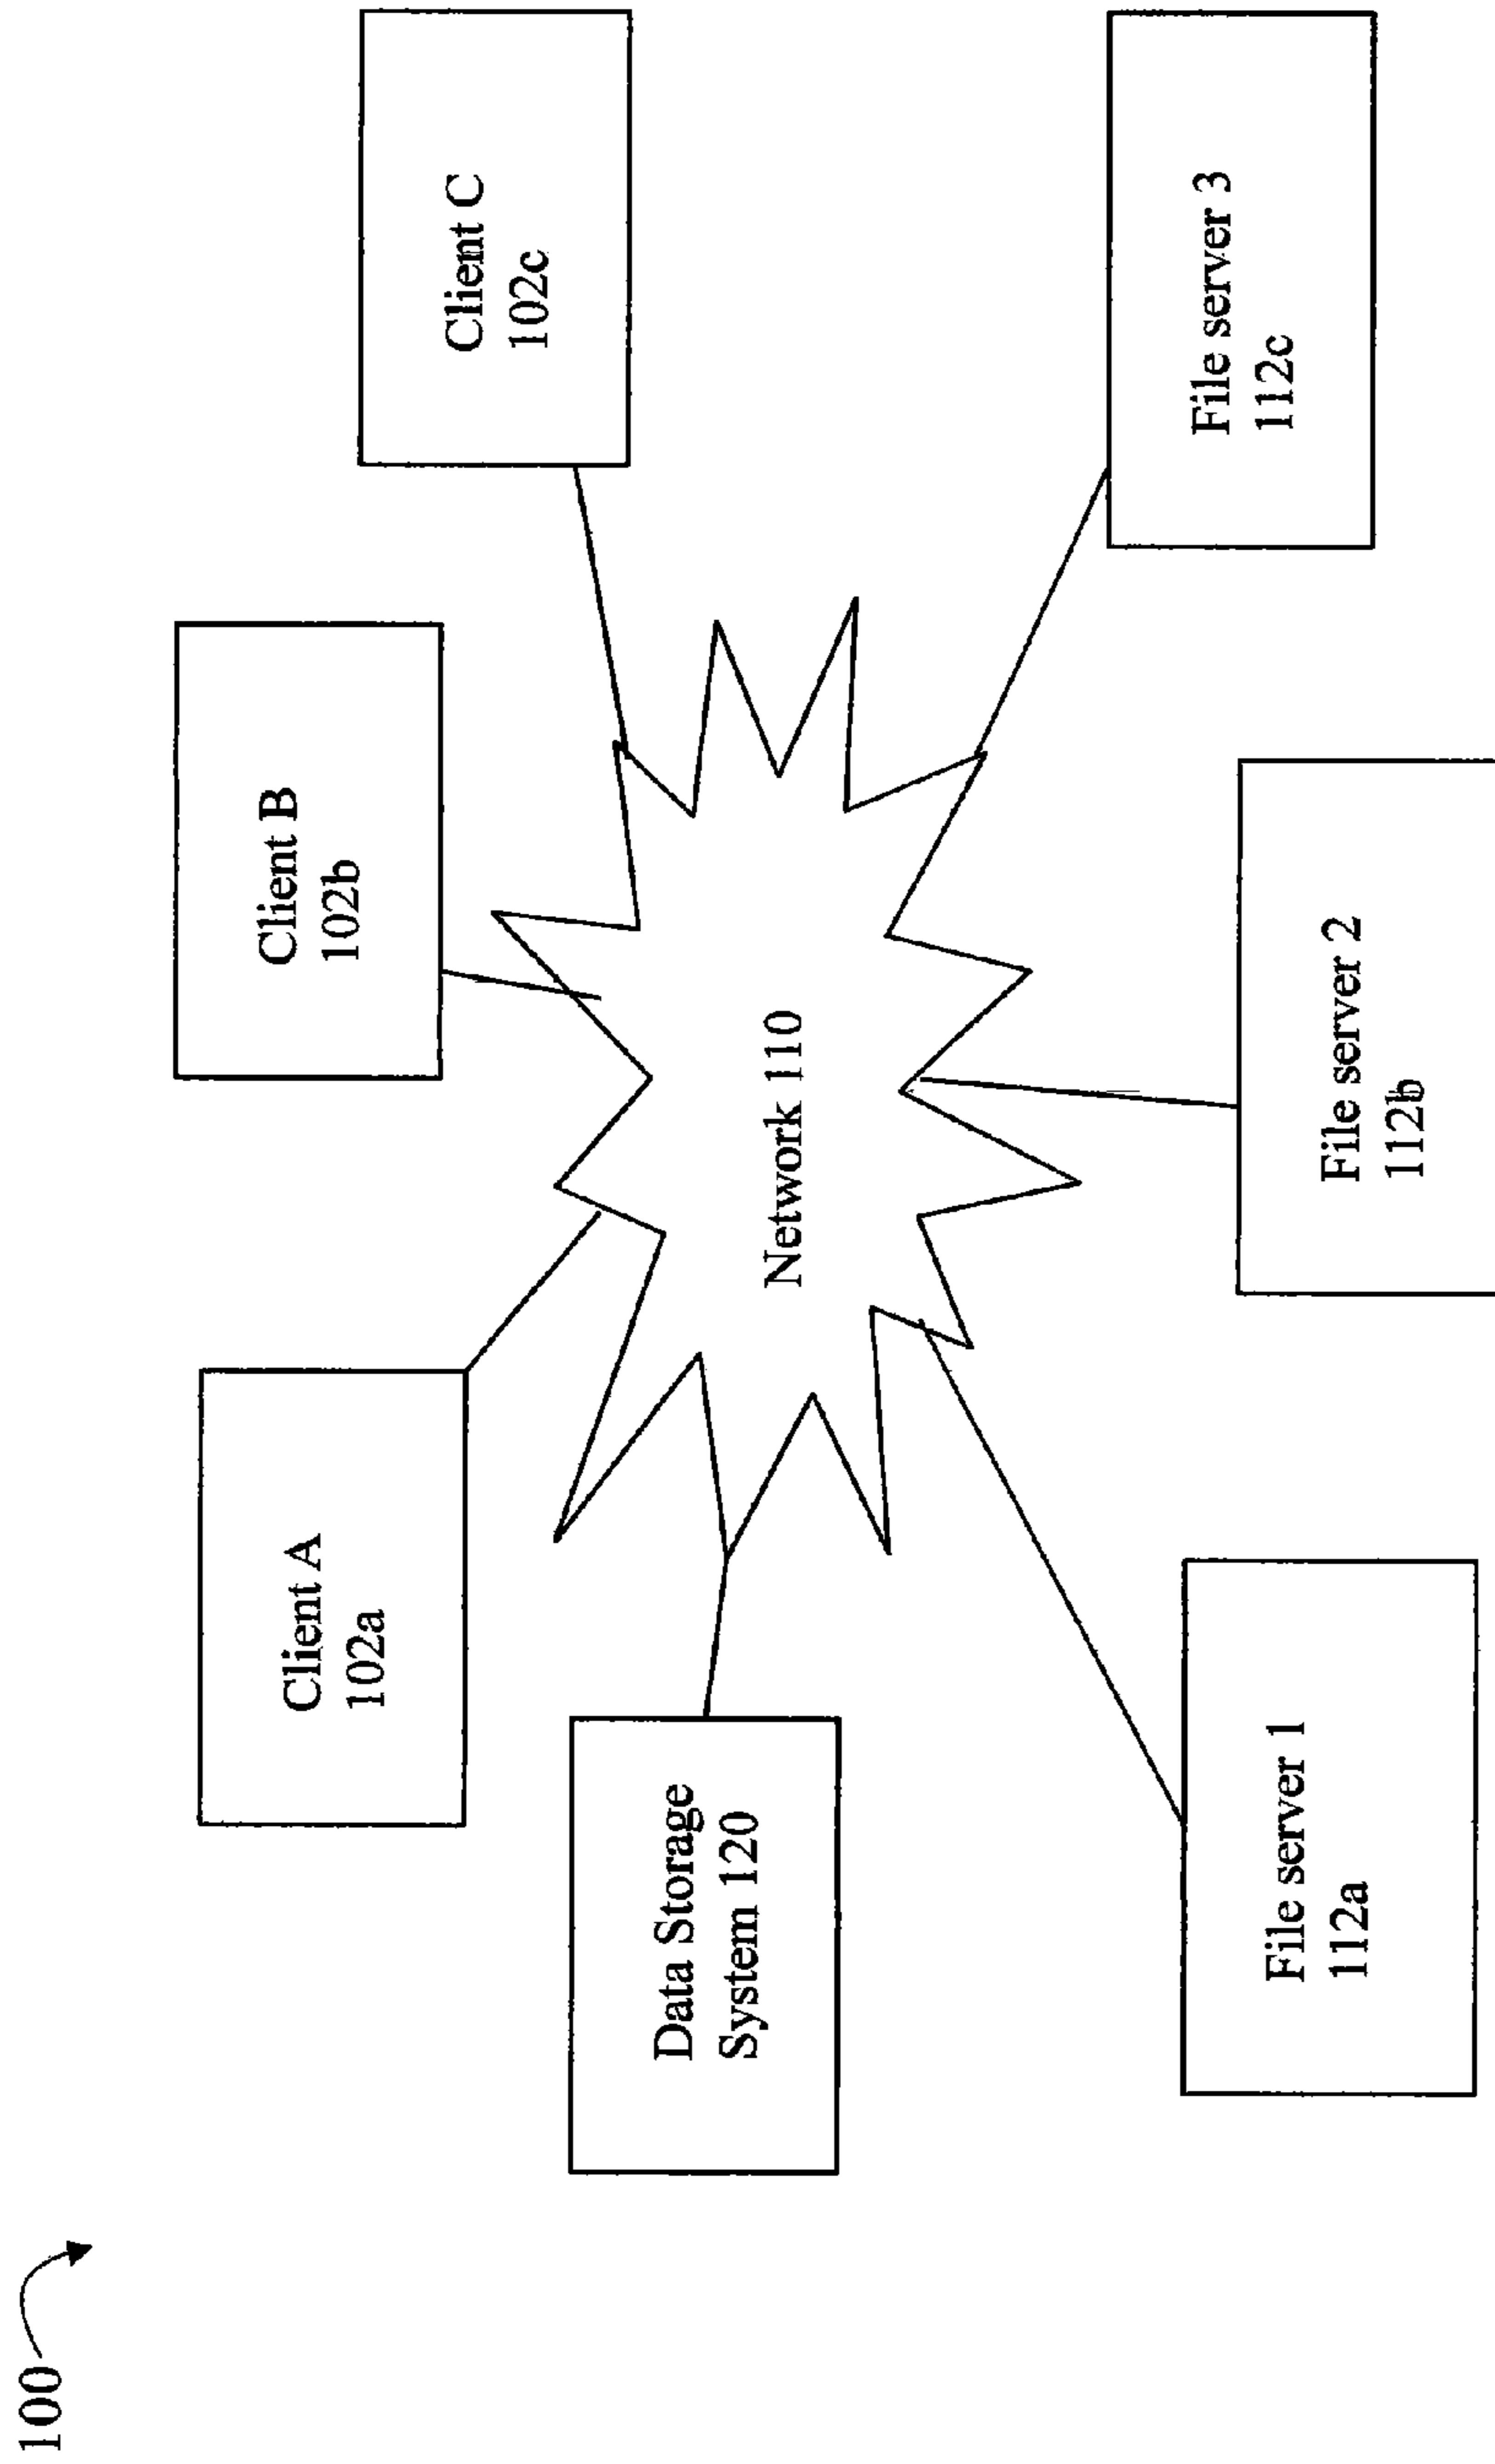 100
Client A
102a
Client B
102b
Client C
102c
Data Storage
System 120
Network 110
File server 1
112a
File server 2
112b
File server 3
112c